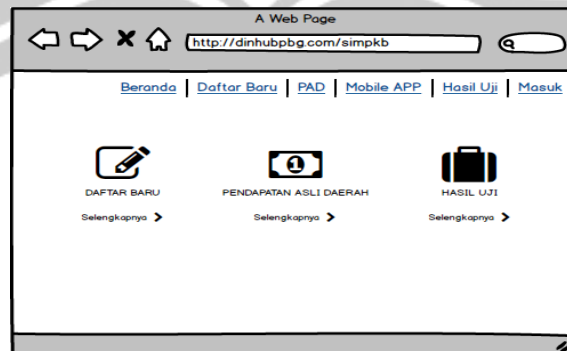 A Web Page
http://dinhubpbg.com/simpkb
Beranda | Daftar Baru | PAD | Mobile APP | Hasil Uji | Masuk
1
DAFTAR BARU PENDAPATAN ASLI DAERAH HASIL UJI
Selengkapnya > Selengkapnya > Selengkapnya >